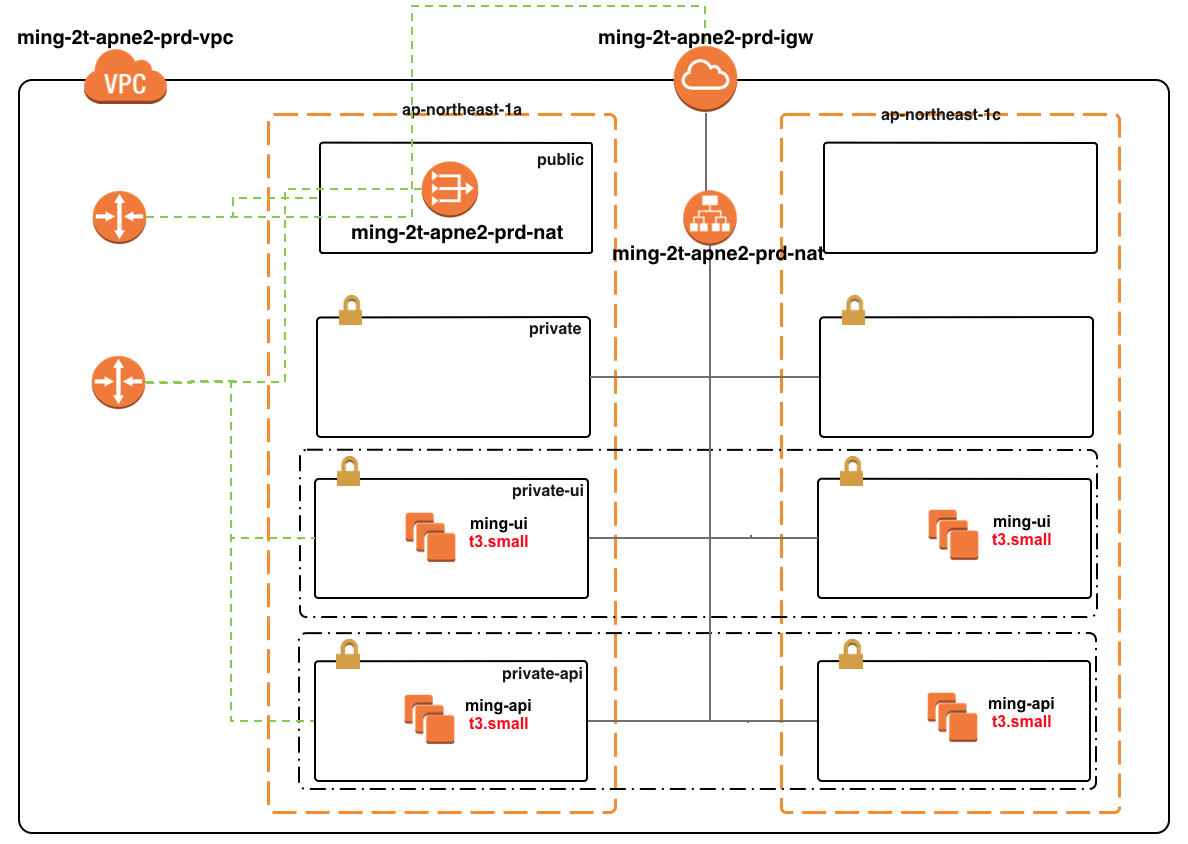 ming-2t-apne2-prd-vpc
ming-2t-apne2-prd-igw
VPC
ap-northeast-1a
ap-northeast-1c
public
ming-2t-apne2-prd-nat
ming-2t-apne2-prd-nat
private
private-ui
ming-ui
t3.small
ming-ui
t3.small
private-api
ming-api
t3.small
ming-api
t3.small